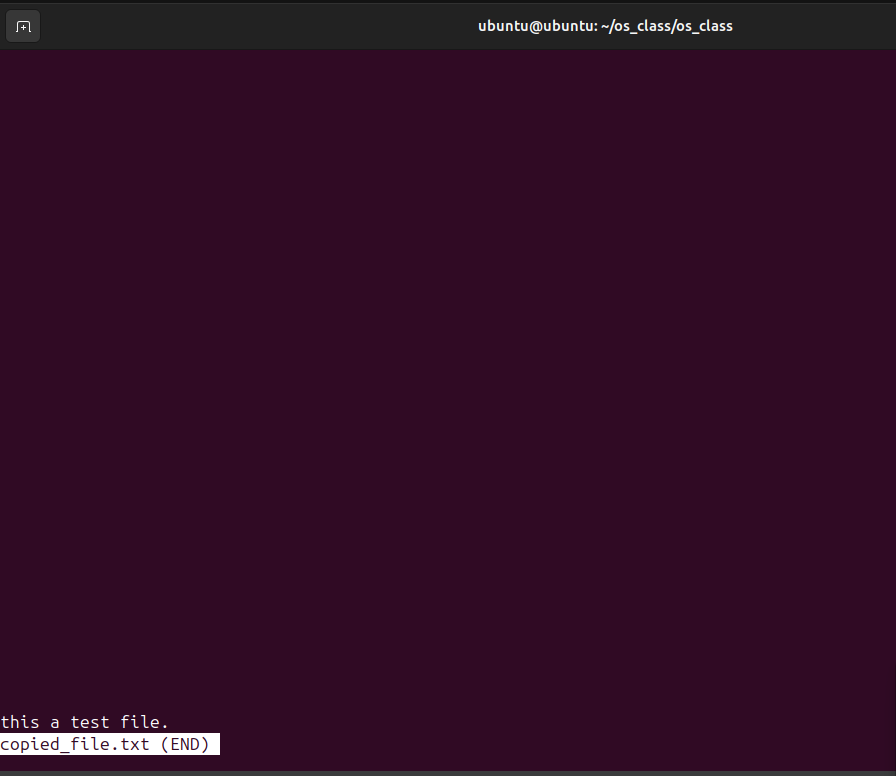 ubuntu@ubuntu: ~/os_class/os_class
this a test file.
copied_file.txt (END)